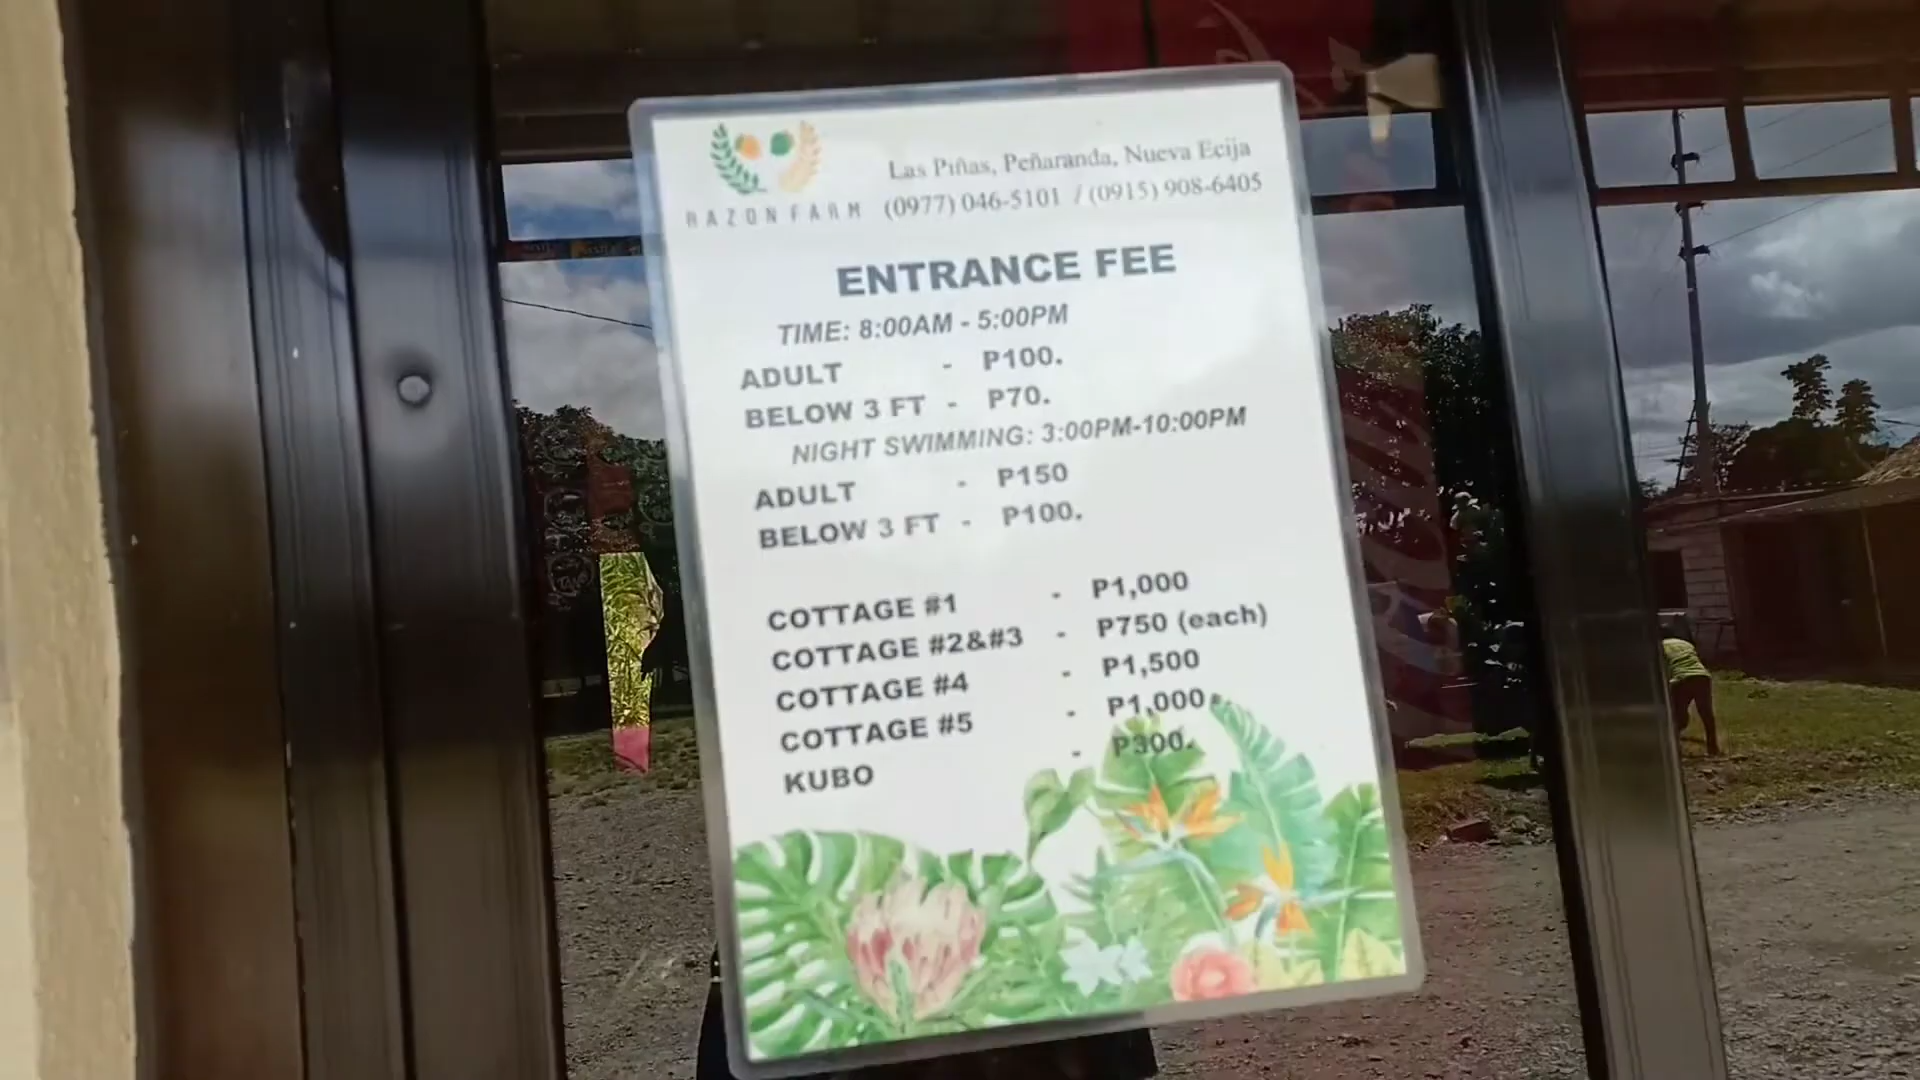 RAZON FARM
Las Piñas, Peñaranda, Nueva Ecija
(0977) 046-5101 / (0915) 908-6405
ENTRANCE FEE
TIME: 8:00AM - 5:00PM
ADULT - P100.
BELOW 3 FT - P70.
NIGHT SWIMMING: 3:00PM-10:00PM
ADULT - P150
BELOW 3 FT - P100.
COTTAGE #1 - P1,000
COTTAGE #2&#3 - P750 (each)
COTTAGE #4 - P1,500
COTTAGE #5 - P1,000.
KUBO - P300.